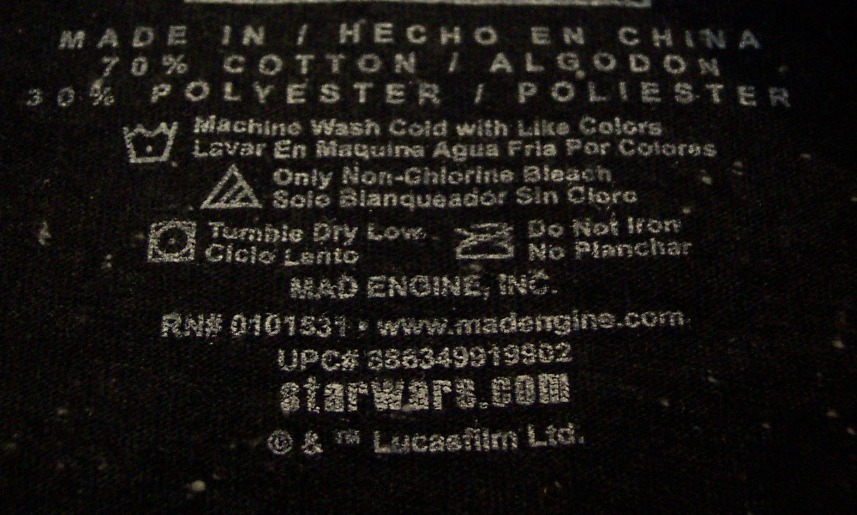 MADE IN / HECHO EN CHINA
70% COTTON / ALGODON
30% POLYESTER / POLIESTER
Machine Wash Cold with Like Colors
Lavar En Maquina Agua Fria Por Colores
Only Non-Chlorine Bleach
Solo Blanqueador Sin Cloro
Tumble Dry Low
Ciclo Lento
Do Not Iron
No Planchar
MAD ENGINE, INC.
RN# 0101531 • www.madengine.com
UPC# 886349919902
starwars.com
© & ™ Lucasfilm Ltd.